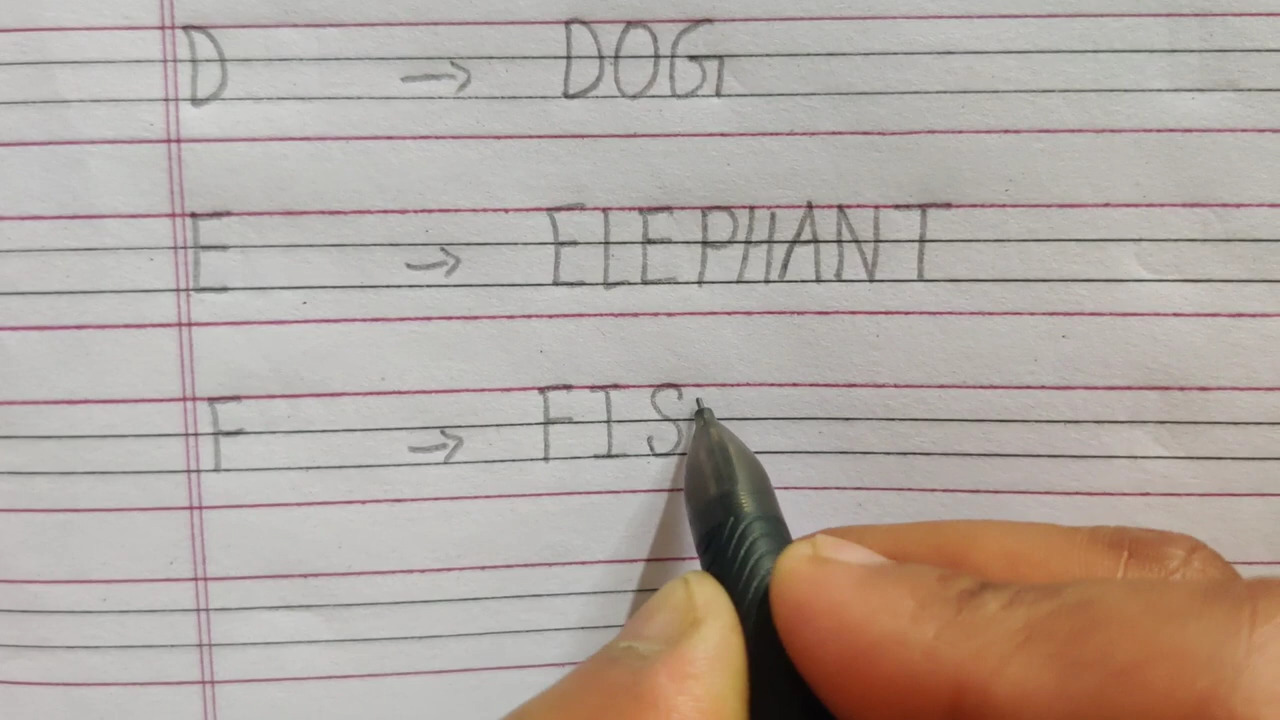 D → DOG
E → ELEPHANT
F → FIS